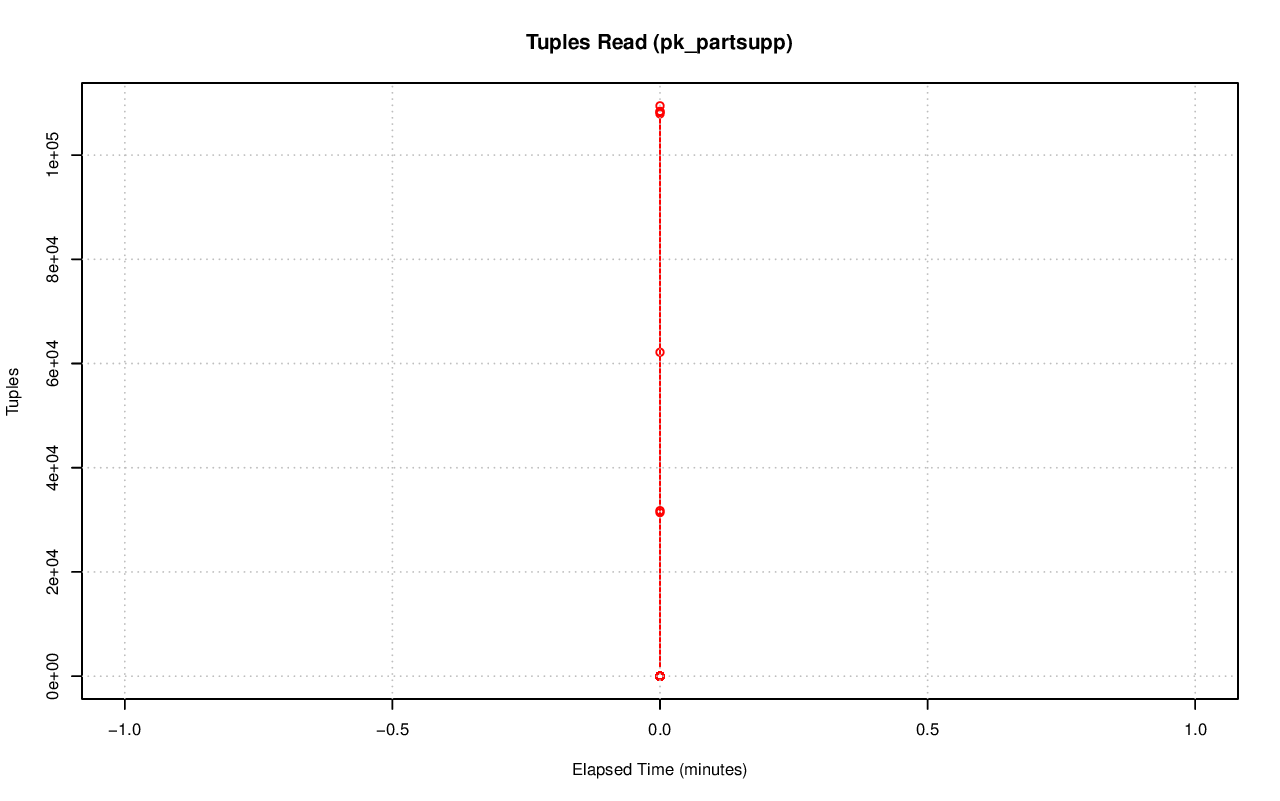 Tuples Read (pk_partsupp)
Tuples
1e+05
8e+04
6e+04
4e+04
2e+04
0e+00
−1.0
−0.5
0.0
0.5
1.0
Elapsed Time (minutes)